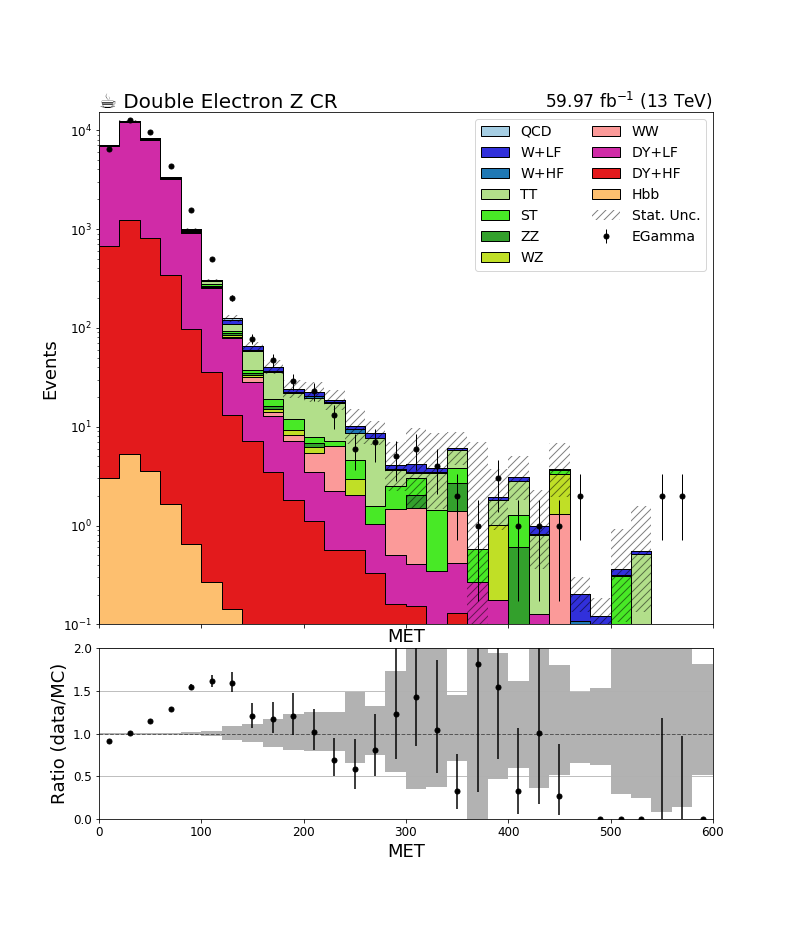 ☕ Double Electron Z CR
59.97 fb⁻¹ (13 TeV)
QCD
W+LF
W+HF
TT
ST
ZZ
WZ
WW
DY+LF
DY+HF
Hbb
Stat. Unc.
EGamma
Events
10⁴
10³
10²
10¹
10⁰
10⁻¹
MET
Ratio (data/MC)
2.0
1.5
1.0
0.5
0.0
0 100 200 300 400 500 600
MET